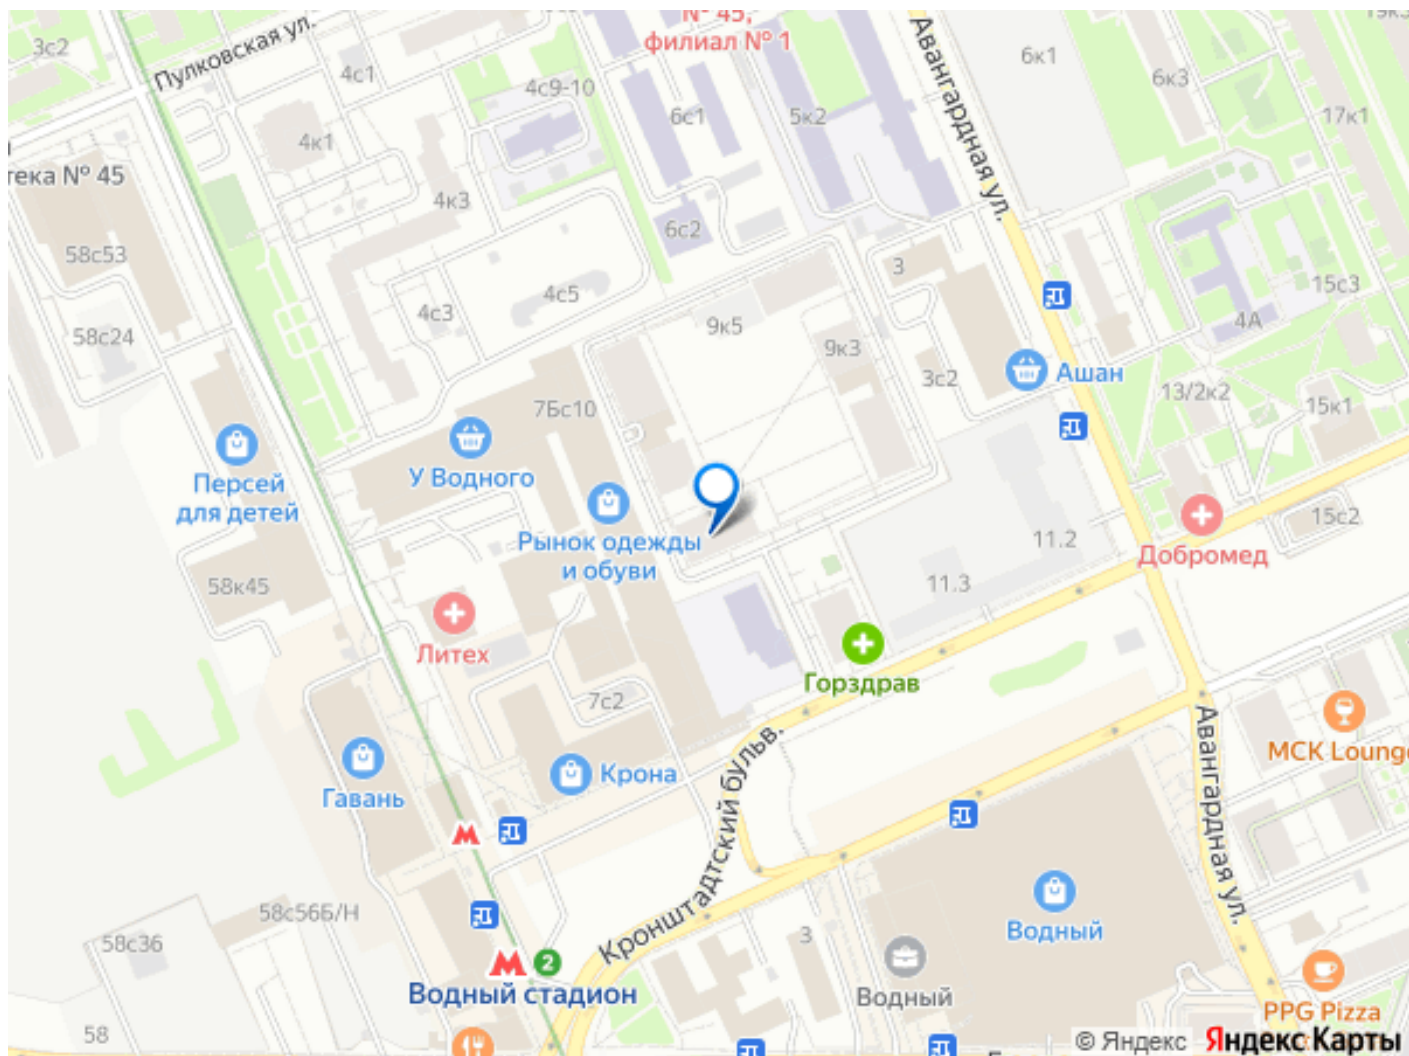 № 45,
филиал № 1
3с2
Пулковская ул.
4с1
4с9-10
6с1
5к2
Авангардная ул.
6к1
6к3
17к1
4к1
тека № 45
4к3
6с2
58с53
3
4с5
15с3
4А
58с24
4с3
9к5
9к3
3с2
Ашан
13/2к2
15к1
7Бс10
Персей
для детей
У Водного
Рынок одежды
и обуви
15с2
11.2
Добромед
58к45
11.3
Литех
Горздрав
7с2
Кронштадтский бульв.
Авангардная ул.
МСК Lounge
Гавань
Крона
58с56Б/Н
58с36
3
Водный
Водный
2
Водный стадион
PPG Pizza
58
© Яндекс Яндекс Карты